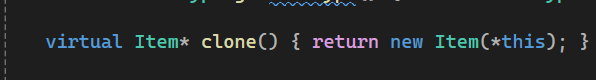 virtual Item* clone() { return new Item(*this); }